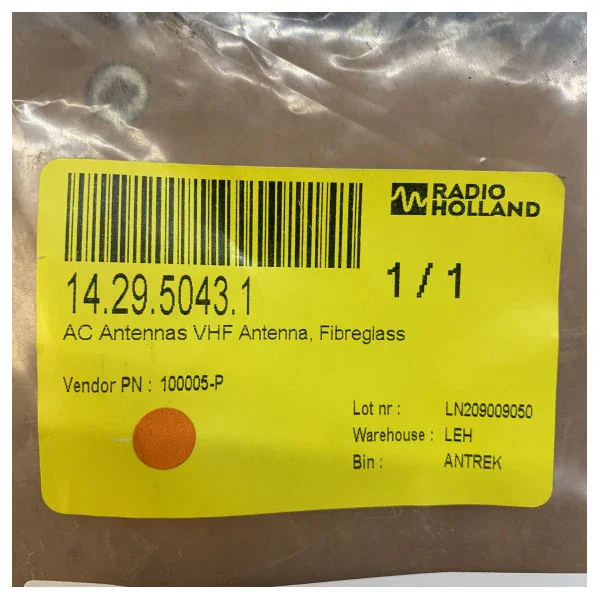 RADIO
HOLLAND
14.29.5043.1
1 / 1
AC Antennas VHF Antenna, Fibreglass
Vendor PN : 100005-P
Lot nr : LN209009050
Warehouse : LEH
Bin : ANTREK